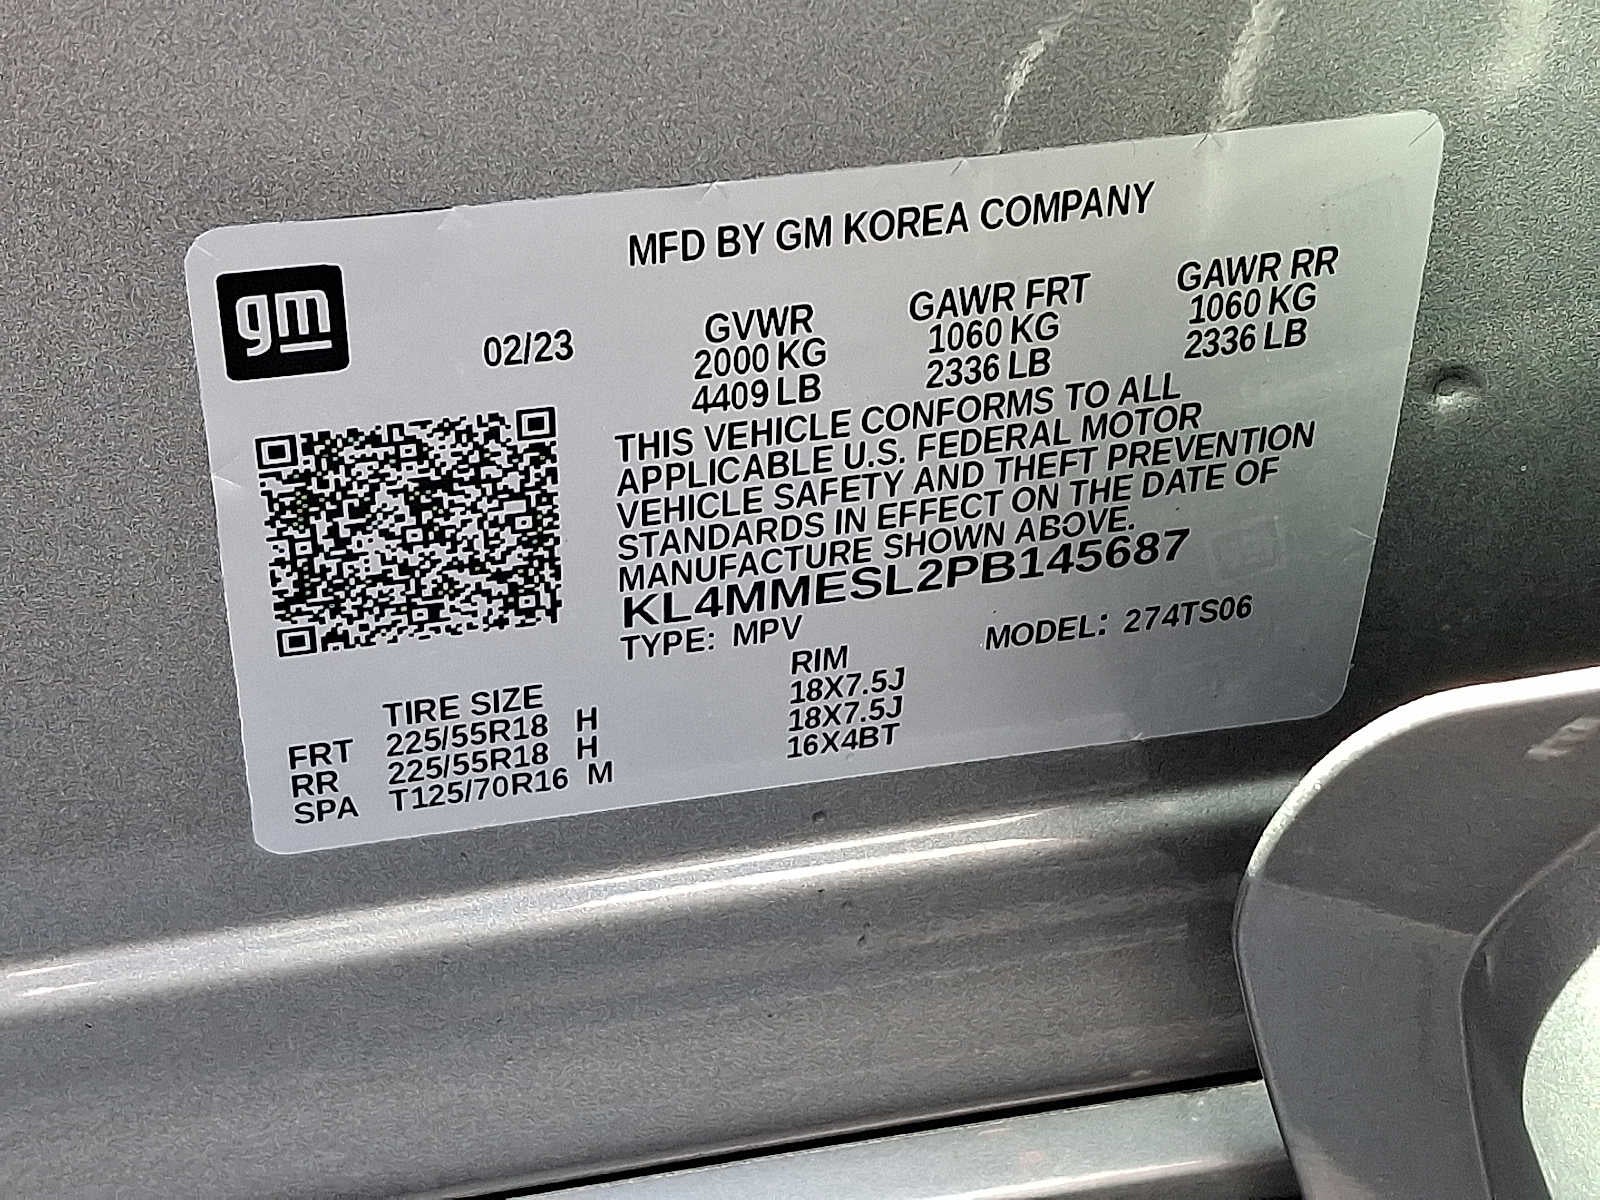 MFD BY GM KOREA COMPANY
gm
02/23
GVWR GAWR FRT GAWR RR
2000 KG 1060 KG 1060 KG
4409 LB 2336 LB 2336 LB
THIS VEHICLE CONFORMS TO ALL
APPLICABLE U.S. FEDERAL MOTOR
VEHICLE SAFETY AND THEFT PREVENTION
STANDARDS IN EFFECT ON THE DATE OF
MANUFACTURE SHOWN ABOVE.
KL4MMESL2PB145687
TYPE: MPV MODEL: 274TS06
TIRE SIZE RIM
FRT 225/55R18 H 18X7.5J
RR 225/55R18 H 18X7.5J
SPA T125/70R16 M 16X4BT